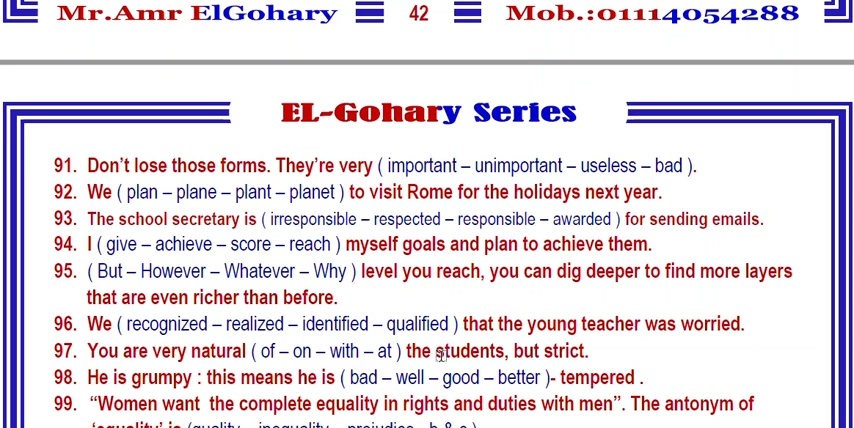 Mr.Amr ElGohary 42 Mob.:01114054288
EL-Gohary Series
91. Don't lose those forms. They're very ( important – unimportant – useless – bad ).
92. We ( plan – plane – plant – planet ) to visit Rome for the holidays next year.
93. The school secretary is ( irresponsible – respected – responsible – awarded ) for sending emails.
94. I ( give – achieve – score – reach ) myself goals and plan to achieve them.
95. ( But – However – Whatever – Why ) level you reach, you can dig deeper to find more layers
that are even richer than before.
96. We ( recognized – realized – identified – qualified ) that the young teacher was worried.
97. You are very natural ( of – on – with – at ) the students, but strict.
98. He is grumpy : this means he is ( bad – well – good – better )- tempered .
99. “Women want the complete equality in rights and duties with men”. The antonym of
'equality' is (quality – inequality – prejudice – b & c )